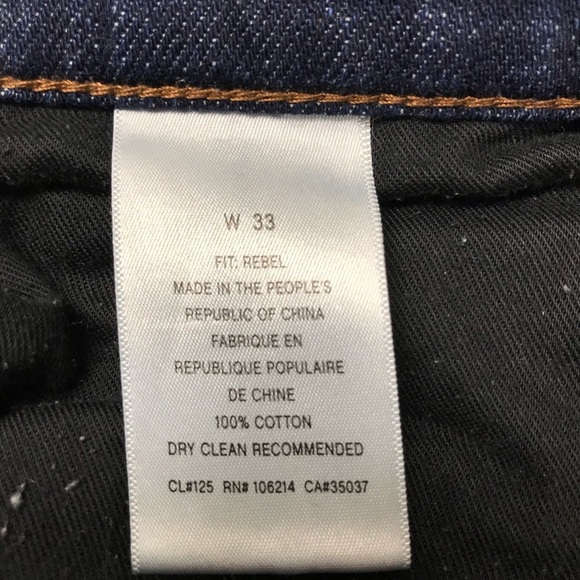 W 33
FIT: REBEL
MADE IN THE PEOPLE'S
REPUBLIC OF CHINA
FABRIQUE EN
REPUBLIQUE POPULAIRE
DE CHINE
100% COTTON
DRY CLEAN RECOMMENDED
CL#125 RN# 106214 CA#35037